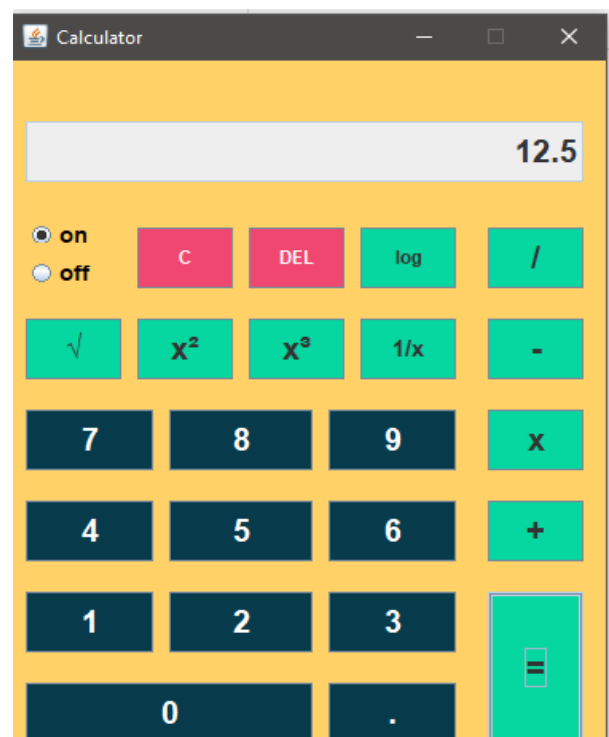 Calculator
12.5
on
off
C DEL log /
√ x² x³ 1/x -
7 8 9 x
4 5 6 +
1 2 3 =
0 .